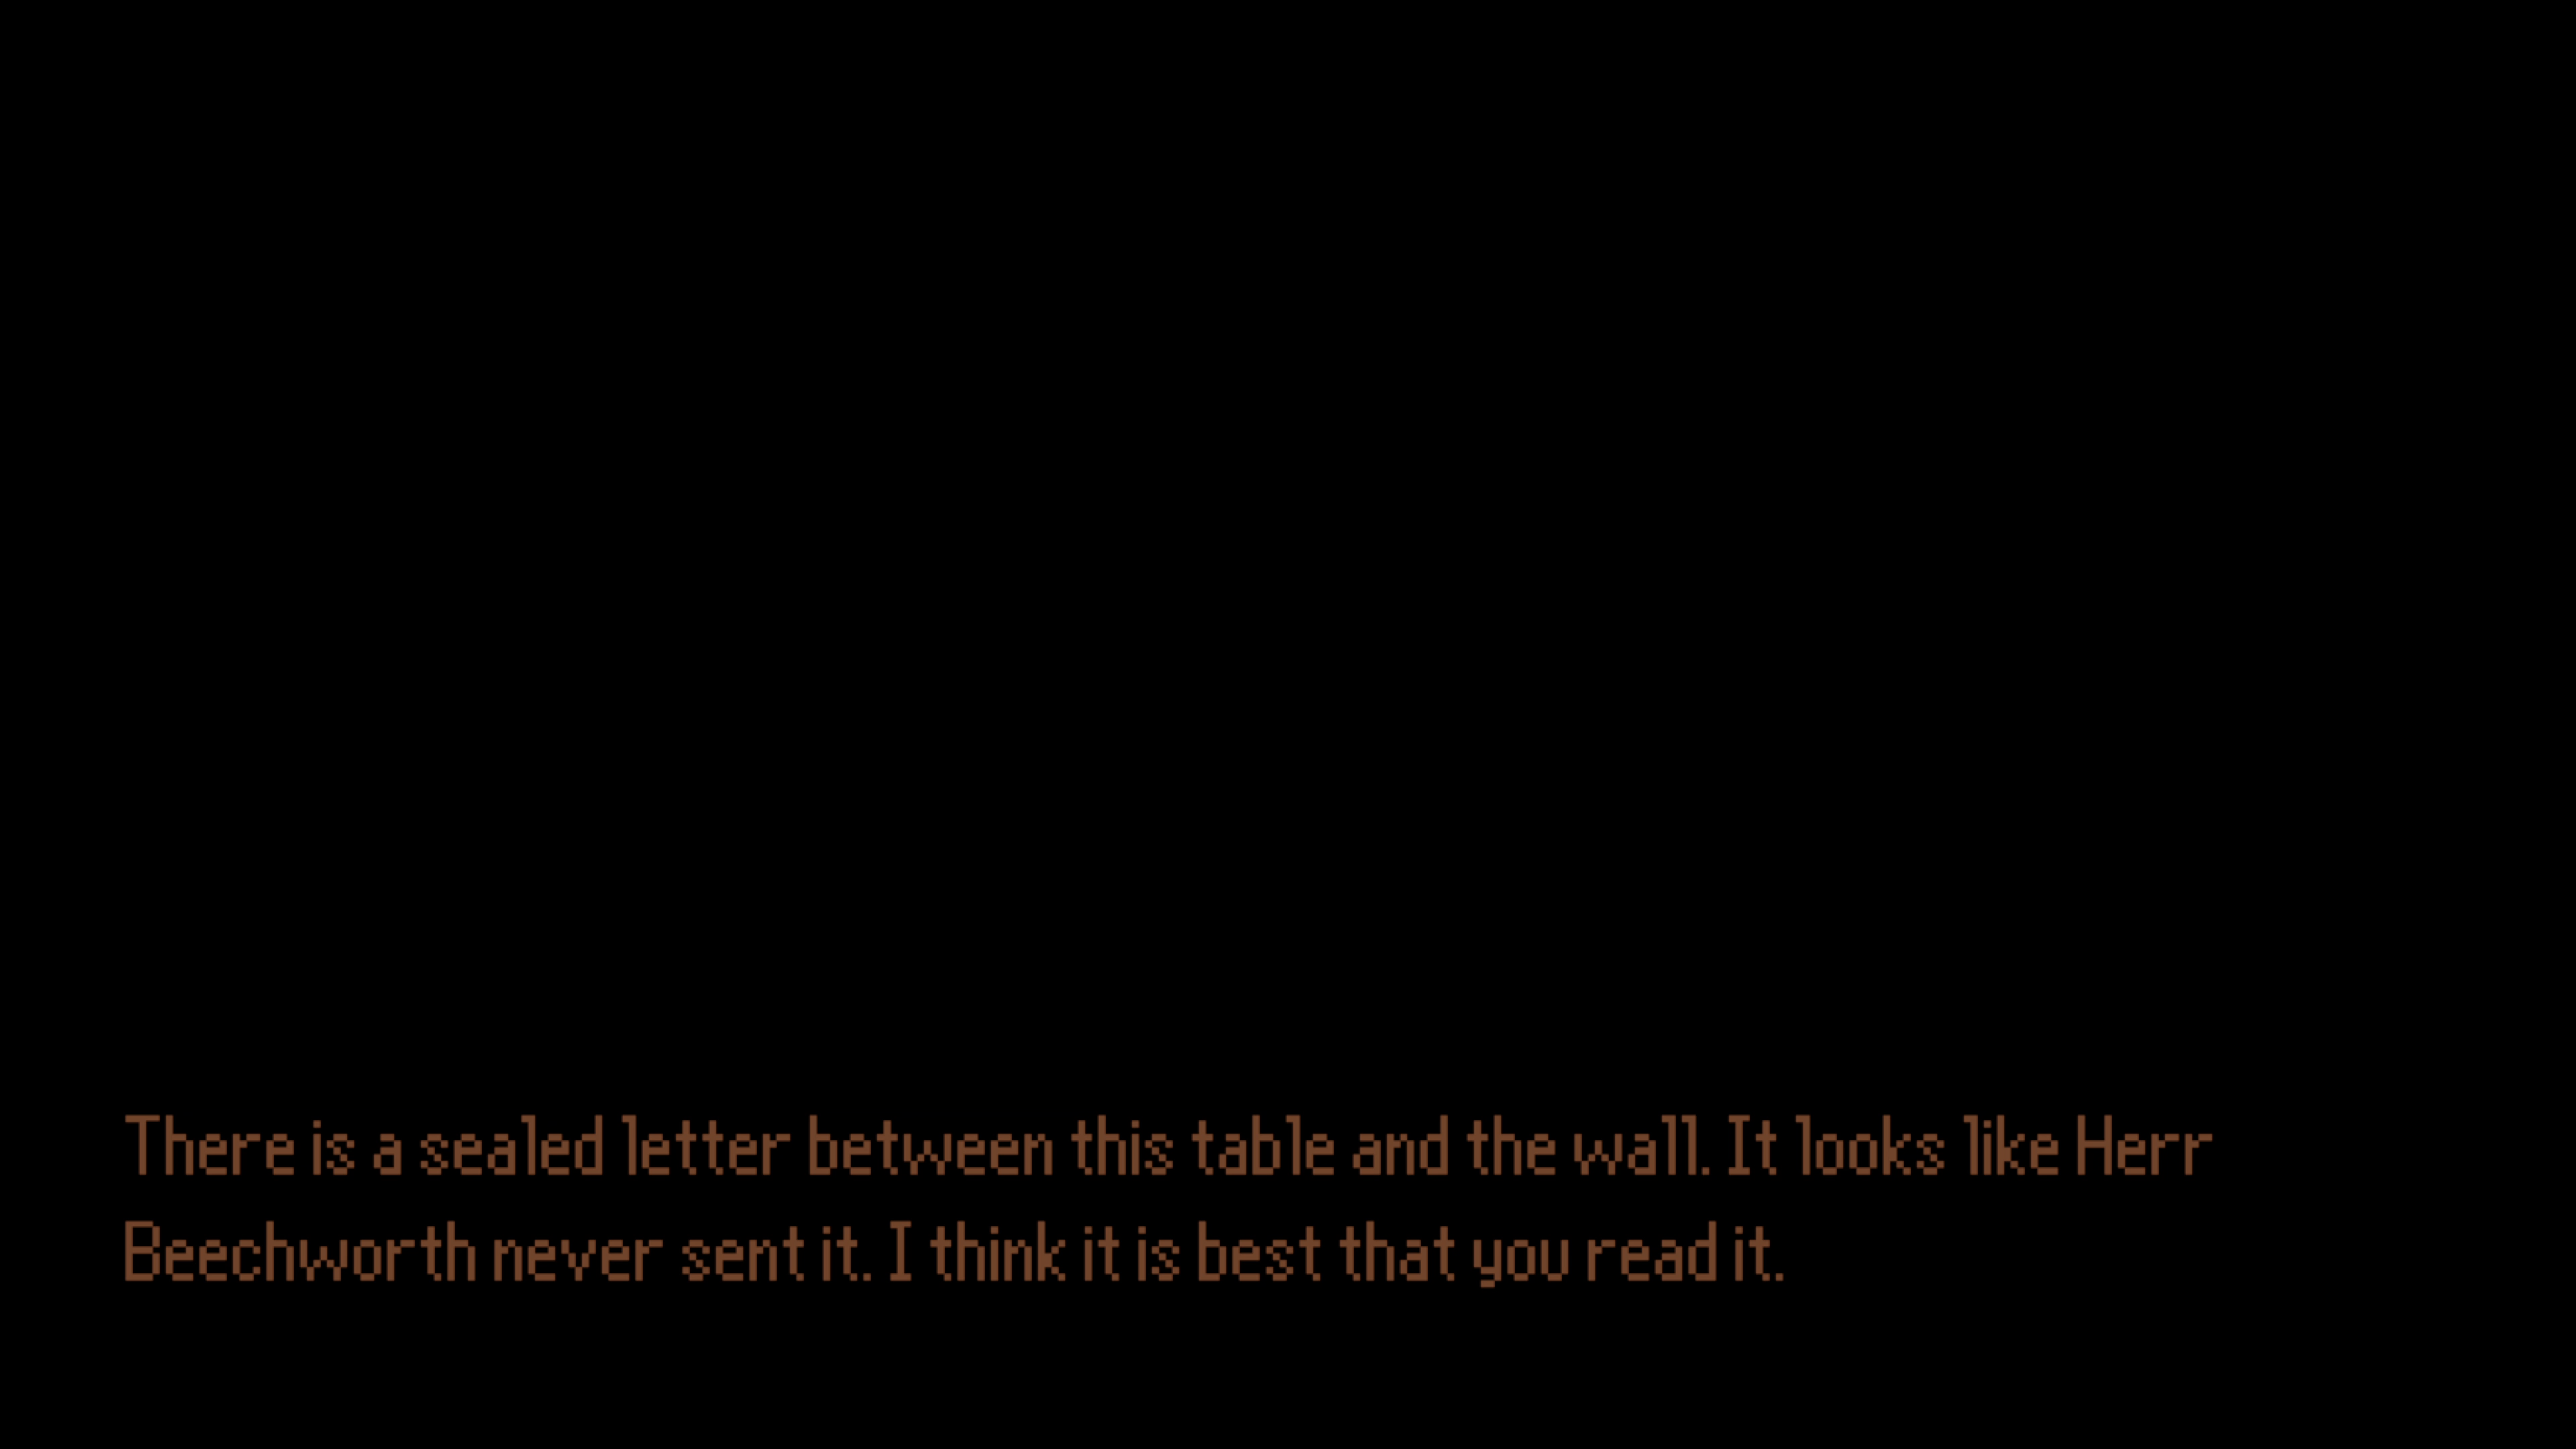 There is a sealed letter between this table and the wall. It looks like Herr
Beechworth never sent it. I think it is best that you read it.